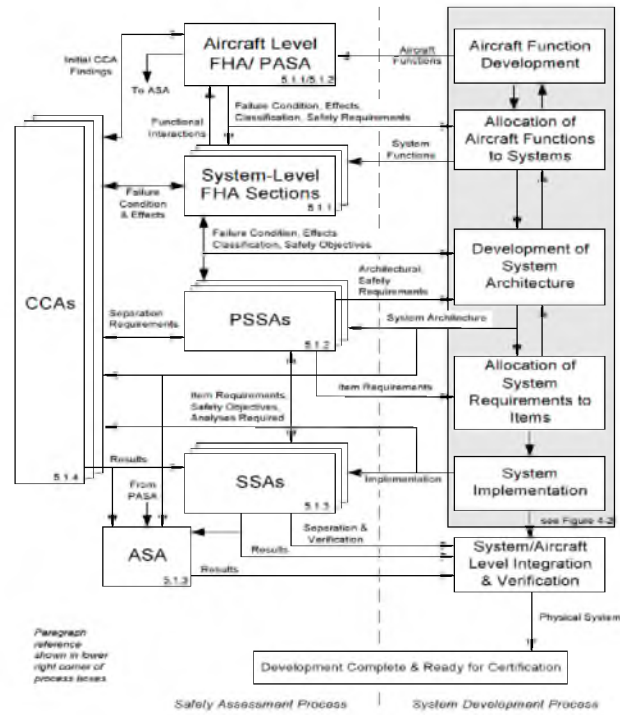 Aircraft Level
FHA/ PASA
5.1.1/5.1.2
Aircraft
Functions
Aircraft Function
Development
Initial CCA
Findings
To ASA
Functional
Interactions
Failure Condition, Effects,
Classification, Safety Requirements
System
Functions
Allocation of
Aircraft Functions
to Systems
System-Level
FHA Sections
5.1.1
Failure
Condition
& Effects
Failure Condition, Effects
Classification, Safety Objectives
Development of
System
Architecture
CCAs
5.1.4
Architectural
Safety
Requirements
Separation
Requirements
PSSAs
5.1.2
System Architecture
Allocation of
System
Requirements to
Items
Item Requirements
Item Requirements,
Safety Objectives,
Analyses Required
Results
SSAs
5.1.3
Implementation
System
Implementation
see Figure 4-2
From
PASA
Separation &
Verification
ASA
5.1.3
Results
Results
System/Aircraft
Level Integration
& Verification
Physical System
Paragraph
reference
shown in lower
right corner of
process boxes.
Development Complete & Ready for Certification
Safety Assessment Process
System Development Process